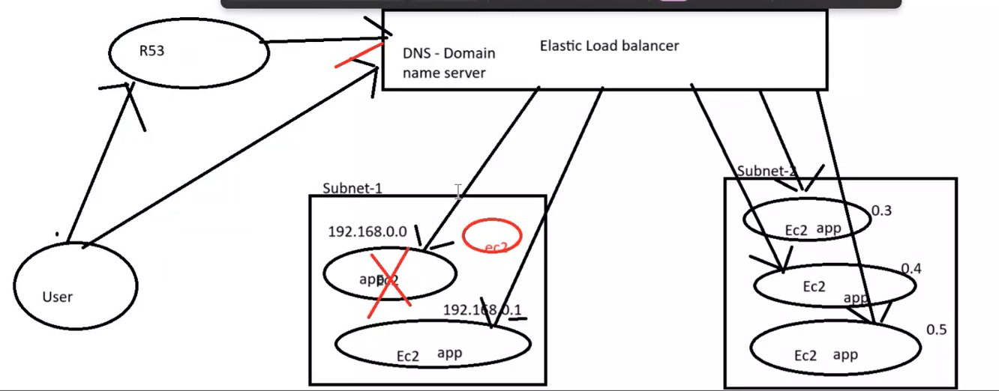 R53
DNS - Domain
name server
Elastic Load balancer
Subnet-1
Subnet-2
192.168.0.0
ec2
app Ec2
192.168.0.1
Ec2 app
0.3
Ec2 app
0.4
Ec2
app
0.5
Ec2 app
User